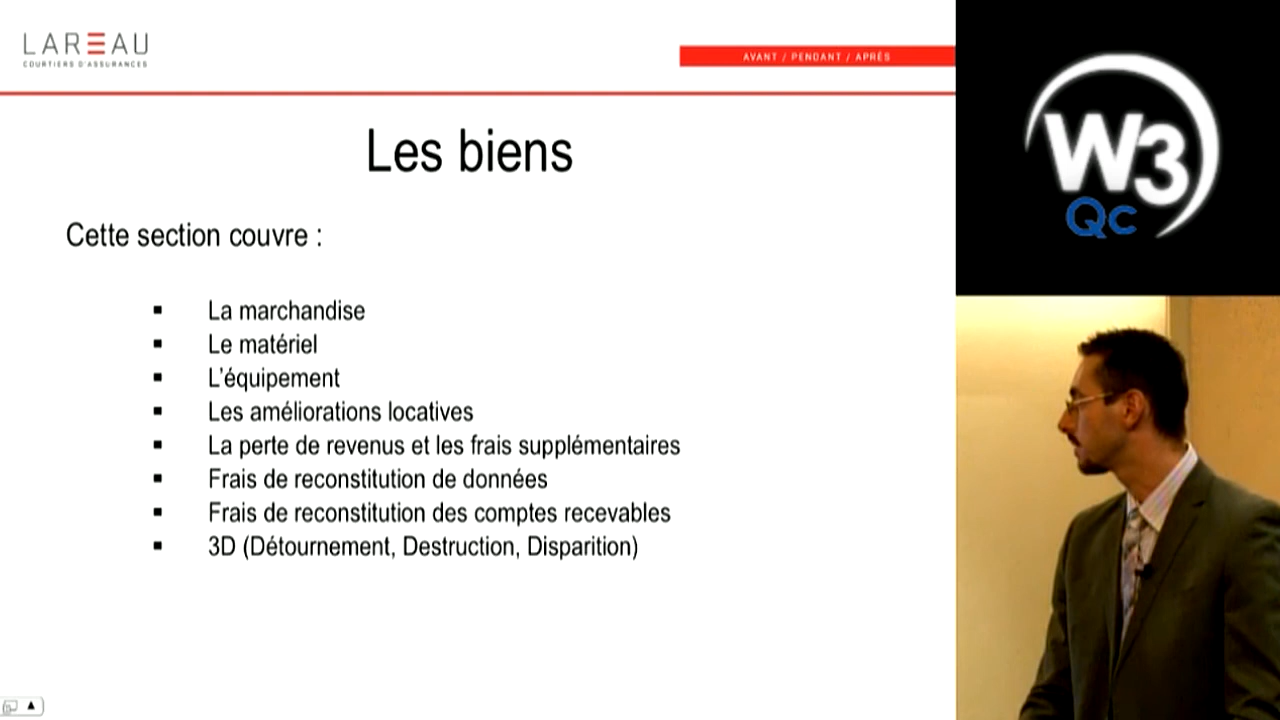 LAREAU
COURTIERS D'ASSURANCES
AVANT / PENDANT / APRÈS
W3
Qc
Les biens
Cette section couvre :
▪ La marchandise
▪ Le matériel
▪ L'équipement
▪ Les améliorations locatives
▪ La perte de revenus et les frais supplémentaires
▪ Frais de reconstitution de données
▪ Frais de reconstitution des comptes recevables
▪ 3D (Détournement, Destruction, Disparition)